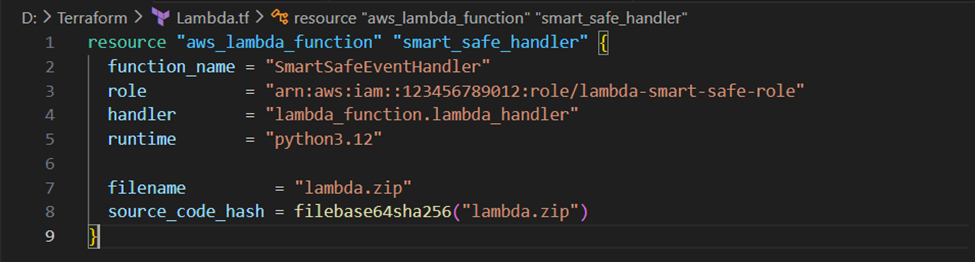 D: > Terraform > Lambda.tf > resource "aws_lambda_function" "smart_safe_handler"
1 resource "aws_lambda_function" "smart_safe_handler" {
2   function_name = "SmartSafeEventHandler"
3   role          = "arn:aws:iam::123456789012:role/lambda-smart-safe-role"
4   handler       = "lambda_function.lambda_handler"
5   runtime       = "python3.12"
6
7   filename         = "lambda.zip"
8   source_code_hash = filebase64sha256("lambda.zip")
9 }